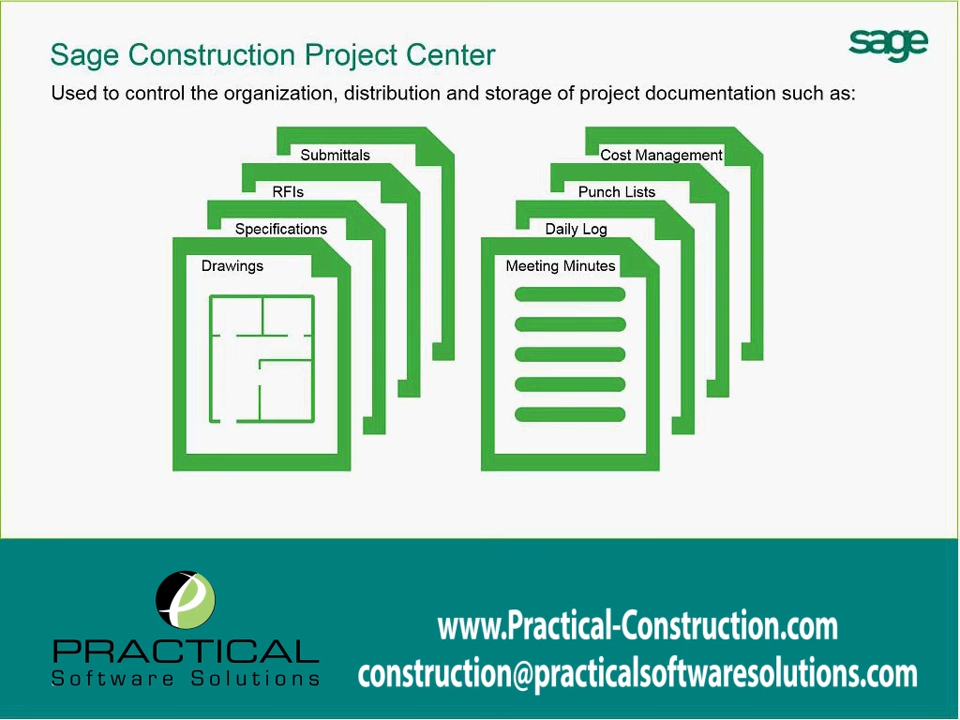 Sage Construction Project Center
sage
Used to control the organization, distribution and storage of project documentation such as:
Submittals
RFIs
Specifications
Drawings
Cost Management
Punch Lists
Daily Log
Meeting Minutes
PRACTICAL
Software Solutions
www.Practical-Construction.com
construction@practicalsoftwaresolutions.com